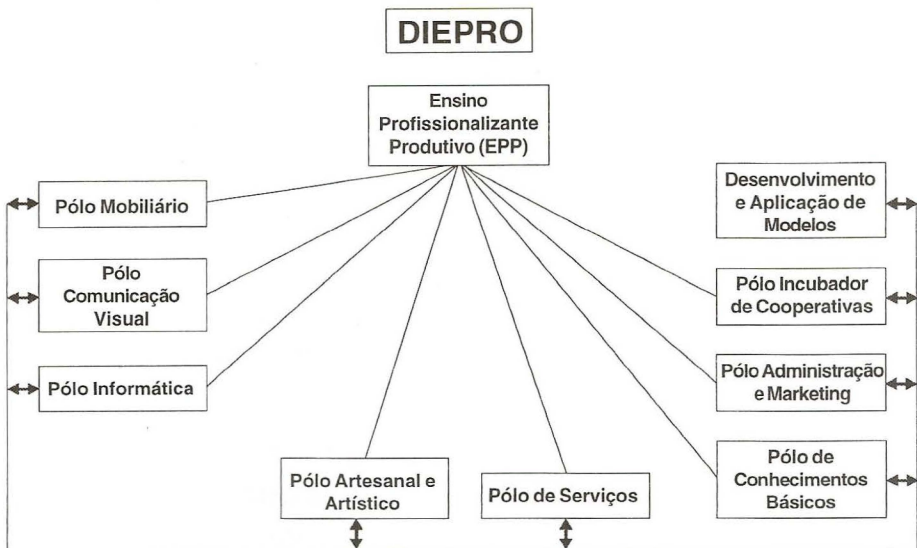 DIEPRO
Ensino
Profissionalizante
Produtivo (EPP)
Pólo Mobiliário
Pólo
Comunicação
Visual
Pólo Informática
Pólo Artesanal e
Artístico
Pólo de Serviços
Desenvolvimento
e Aplicação de
Modelos
Pólo Incubador
de Cooperativas
Pólo Administração
e Marketing
Pólo de
Conhecimentos
Básicos